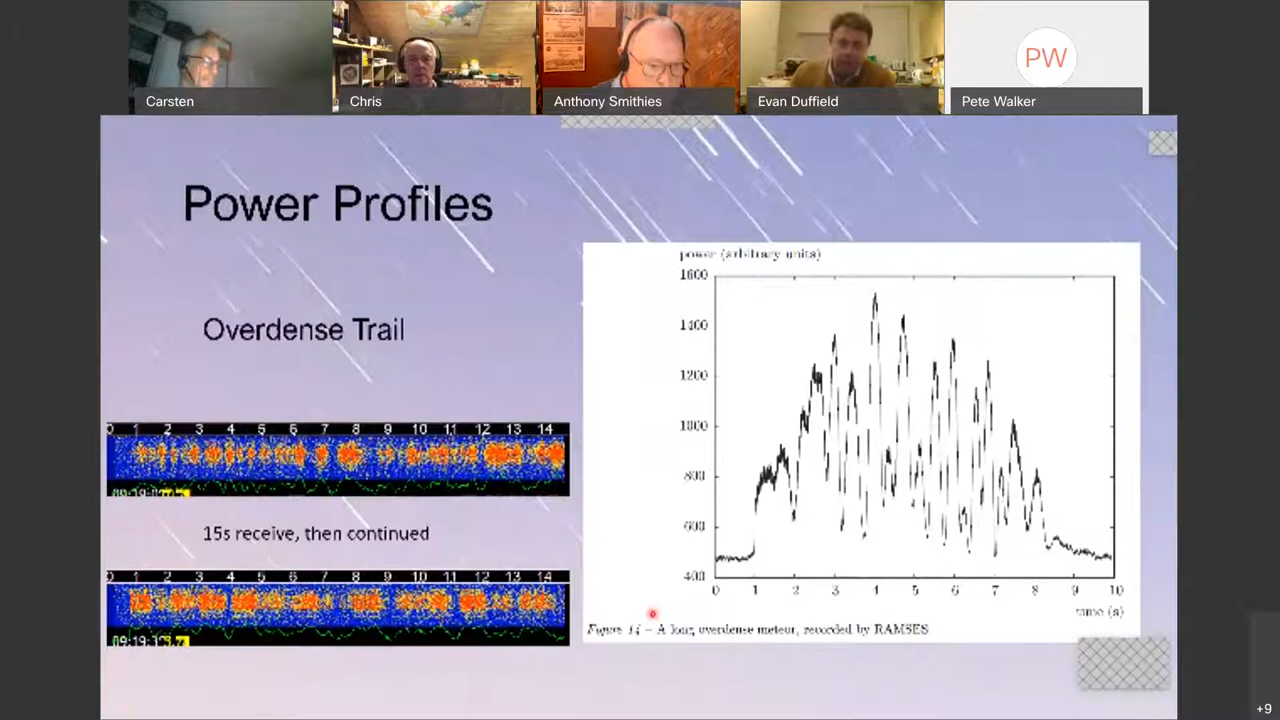 Carsten
Chris
Anthony Smithies
Evan Duffield
PW
Pete Walker
Power Profiles
Overdense Trail
0 1 2 3 4 5 6 7 8 9 10 11 12 13 14
15s receive, then continued
0 1 2 3 4 5 6 7 8 9 10 11 12 13 14
power (arbitrary units)
1600
1400
1200
1000
800
600
400
0 1 2 3 4 5 6 7 8 9 10
time (s)
Figure 14 – A long overdense meteor, recorded by RAMSES
+9